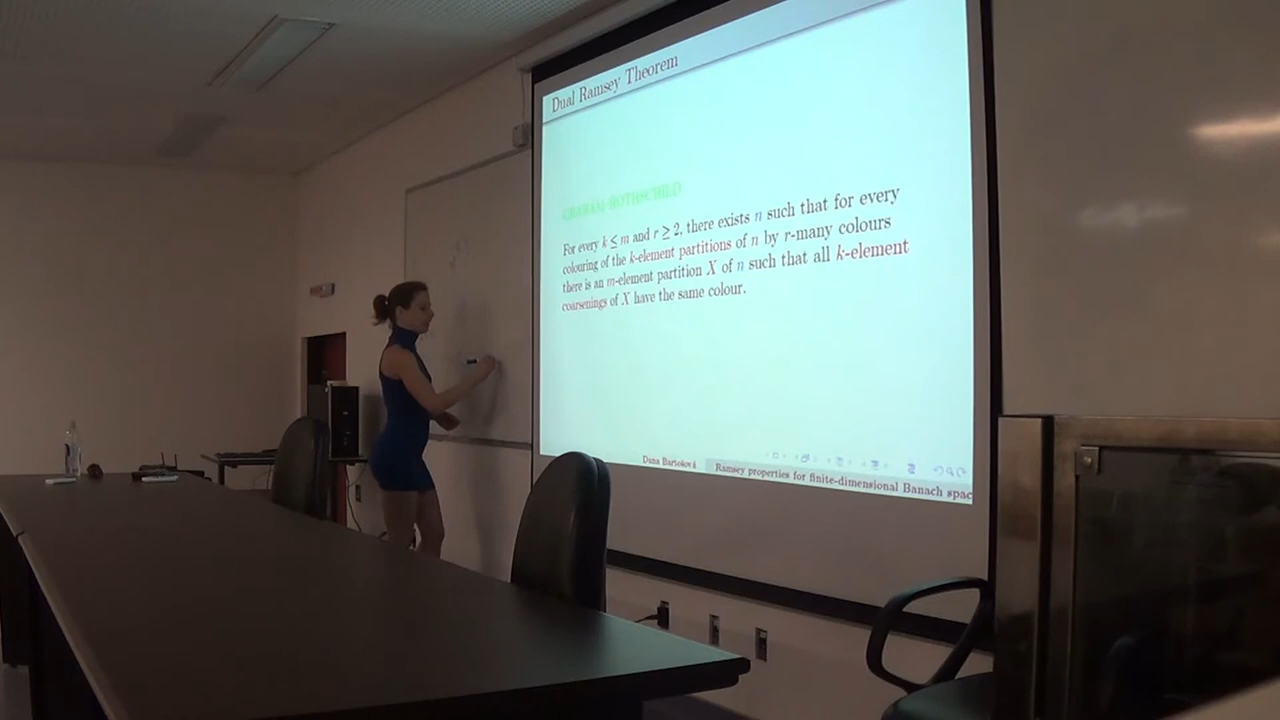 Dual Ramsey Theorem
GRAHAM-ROTHSCHILD
For every k ≤ m and r ≥ 2, there exists n such that for every
colouring of the k-element partitions of n by r-many colours
there is an m-element partition X of n such that all k-element
coarsenings of X have the same colour.
Dana Bartošová
Ramsey properties for finite-dimensional Banach spac